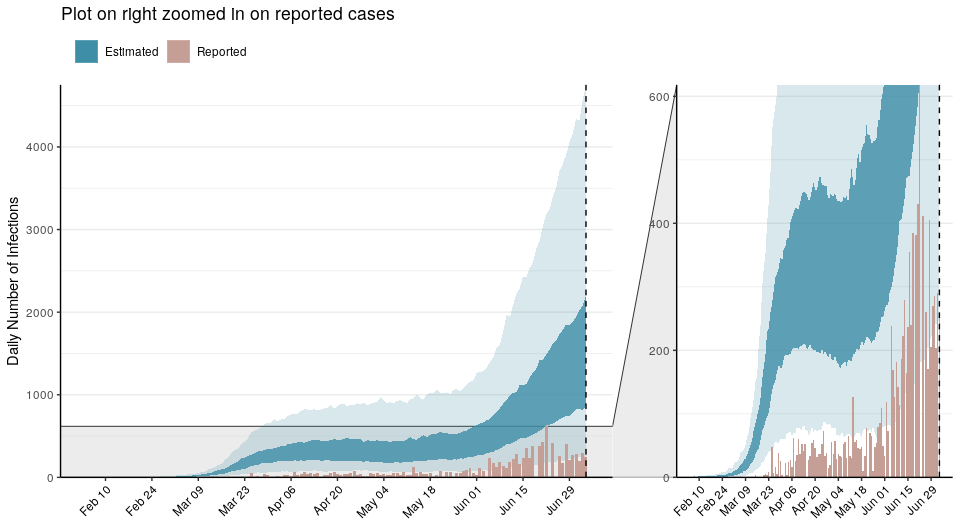 Plot on right zoomed in on reported cases
Estimated Reported
Daily Number of Infections
4000
3000
2000
1000
0
Feb 10 Feb 24 Mar 09 Mar 23 Apr 06 Apr 20 May 04 May 18 Jun 01 Jun 15 Jun 29
600
400
200
0
Feb 10 Feb 24 Mar 09 Mar 23 Apr 06 Apr 20 May 04 May 18 Jun 01 Jun 15 Jun 29